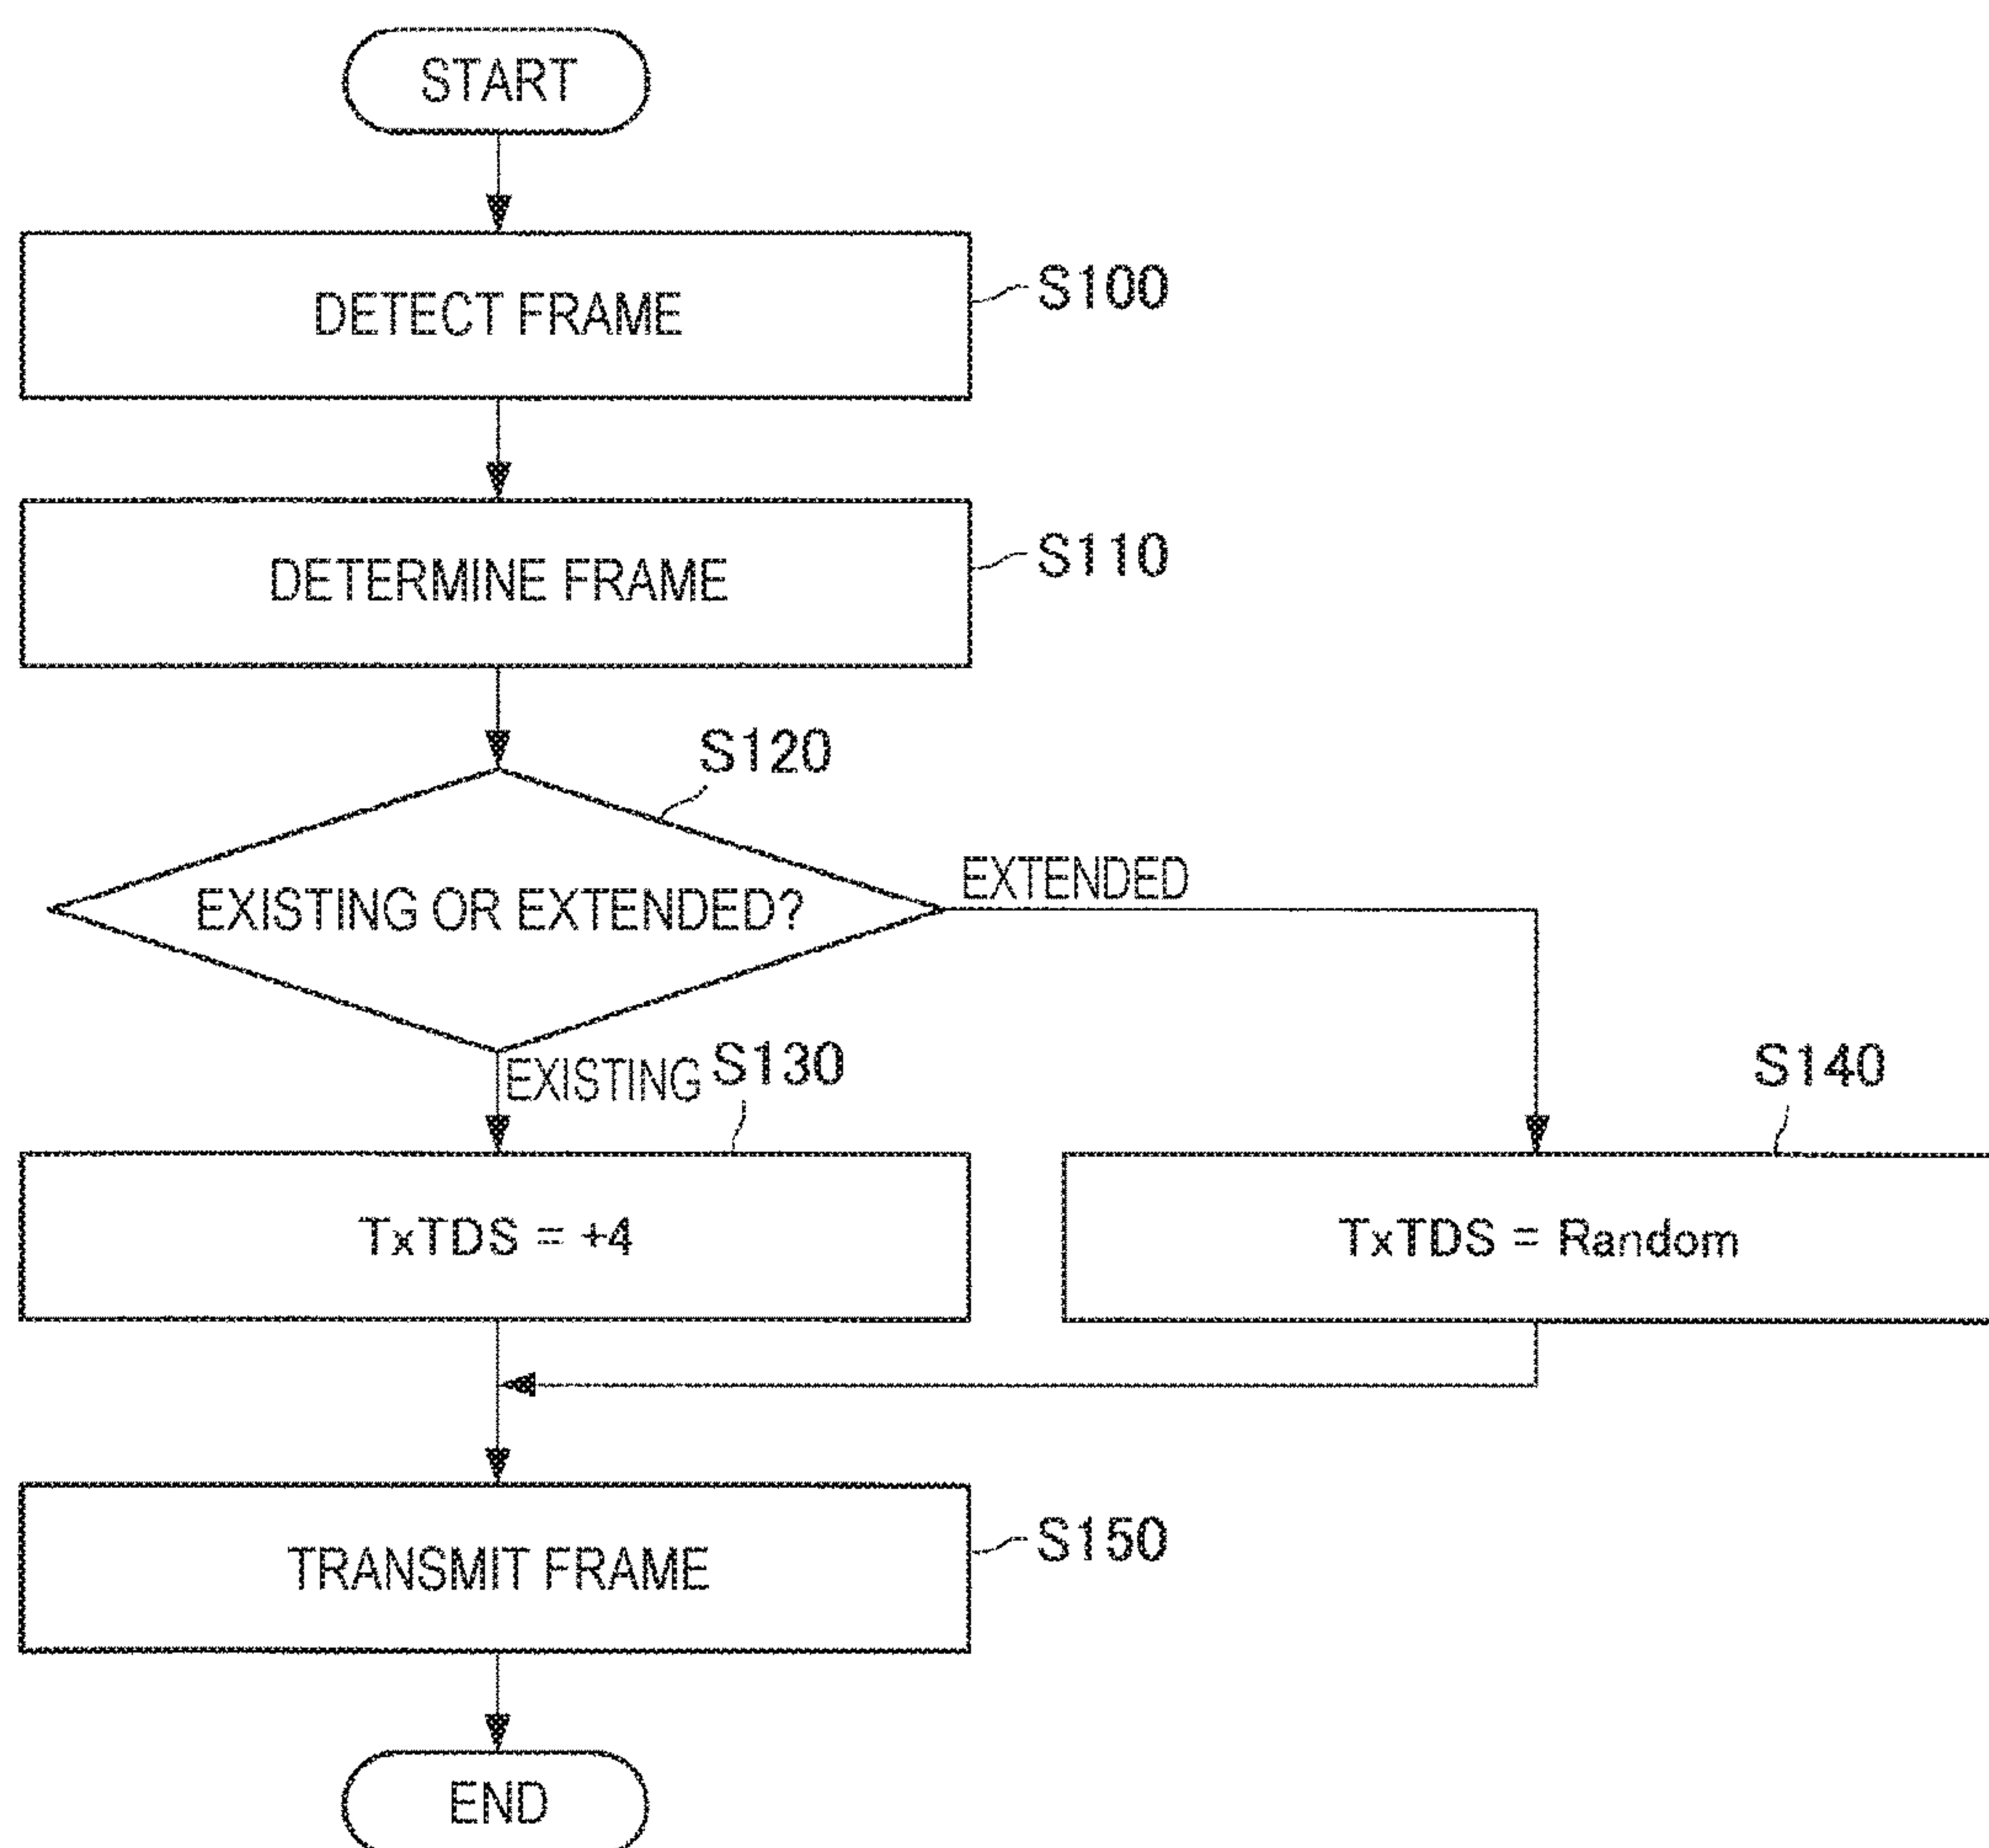 START
DETECT FRAME
S100
DETERMINE FRAME
S110
S120
EXISTING OR EXTENDED?
EXTENDED
EXISTING
S130
S140
TxTDS = +4
TxTDS = Random
TRANSMIT FRAME
S150
END